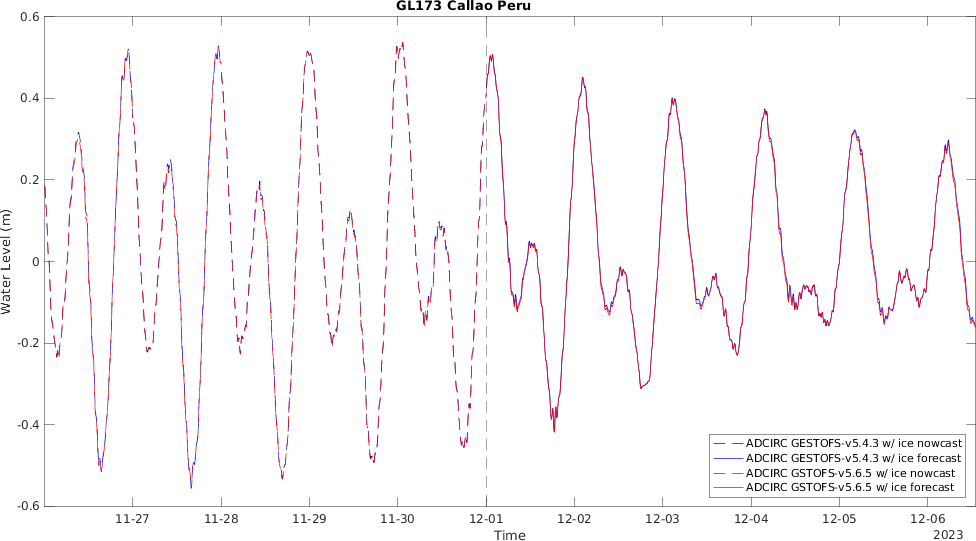 GL173 Callao Peru
0.6
0.4
0.2
0
-0.2
-0.4
-0.6
Water Level (m)
ADCIRC GESTOFS-v5.4.3 w/ ice nowcast
ADCIRC GESTOFS-v5.4.3 w/ ice forecast
ADCIRC GSTOFS-v5.6.5 w/ ice nowcast
ADCIRC GSTOFS-v5.6.5 w/ ice forecast
11-27 11-28 11-29 11-30 12-01 12-02 12-03 12-04 12-05 12-06
Time 2023